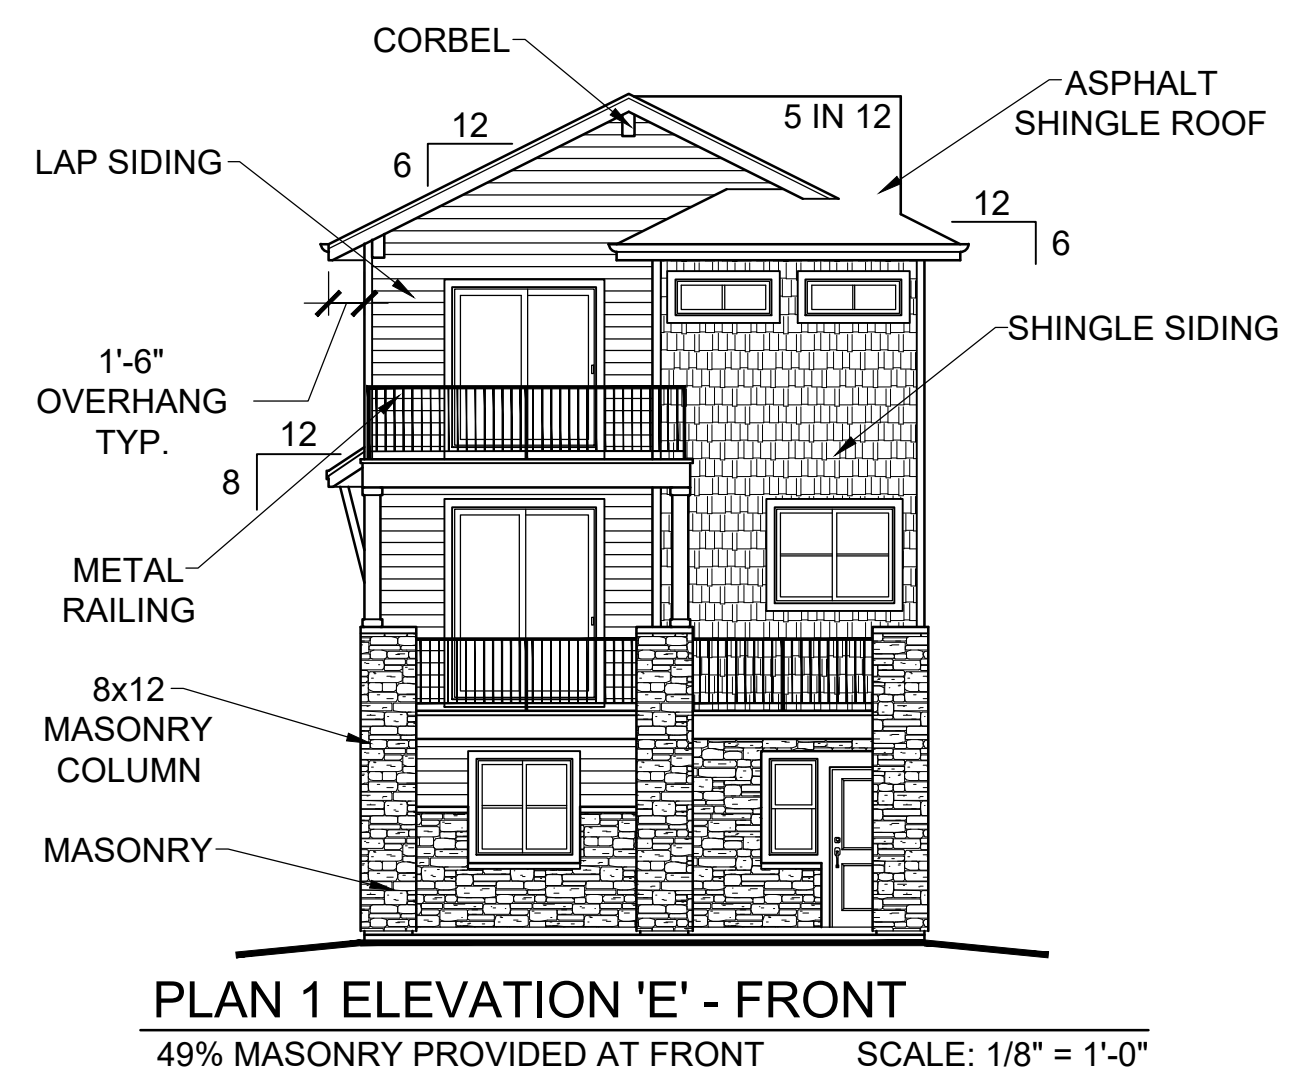 CORBEL
ASPHALT
SHINGLE ROOF
5 IN 12
12
6
LAP SIDING
12
6
SHINGLE SIDING
1'-6"
OVERHANG
TYP.
12
8
METAL
RAILING
8x12
MASONRY
COLUMN
MASONRY
PLAN 1 ELEVATION 'E' - FRONT
49% MASONRY PROVIDED AT FRONT
SCALE: 1/8" = 1'-0"